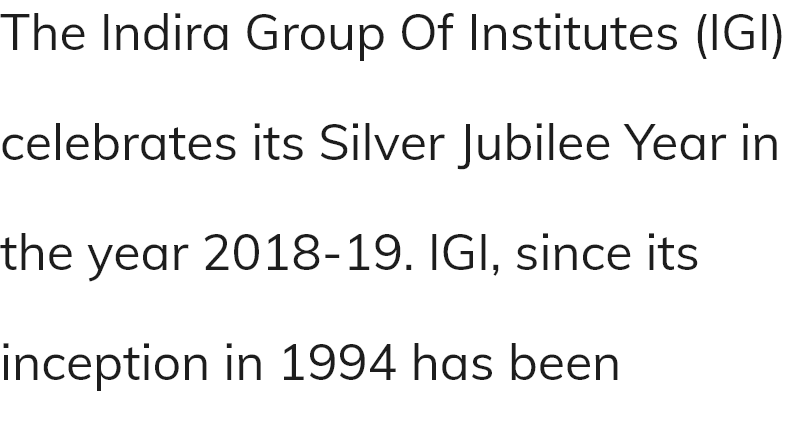 The Indira Group Of Institutes (IGI)
celebrates its Silver Jubilee Year in
the year 2018-19. IGI, since its
inception in 1994 has been